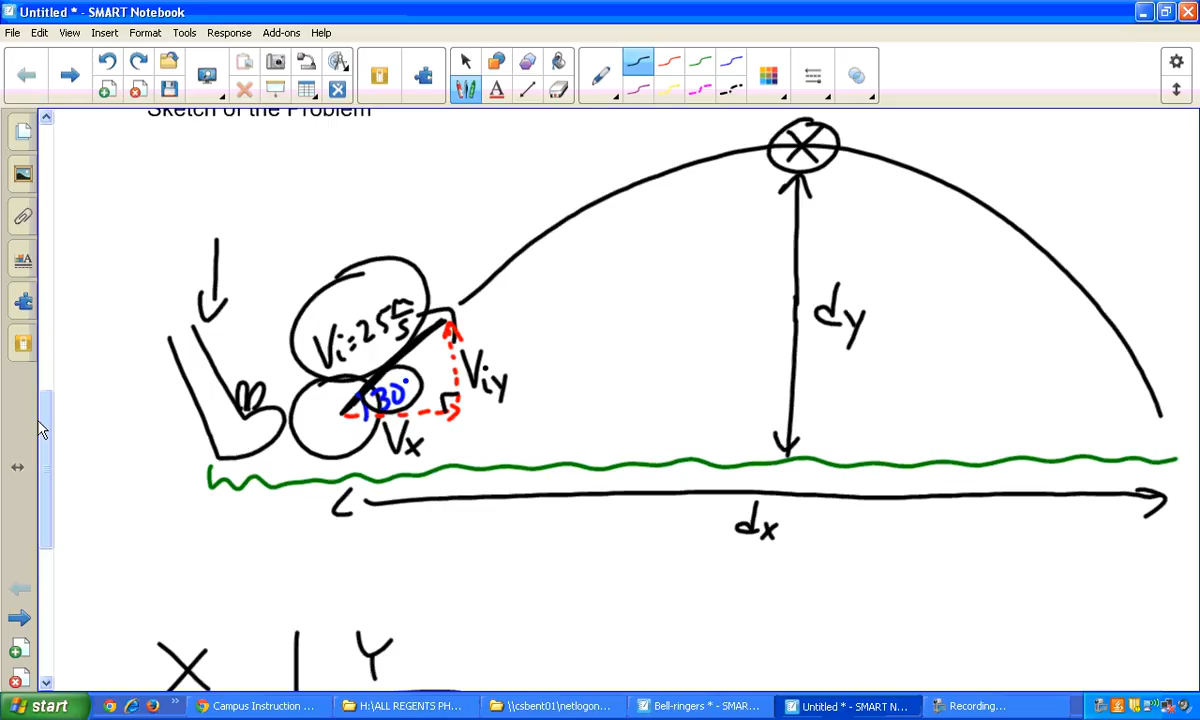 Untitled * - SMART Notebook
File Edit View Insert Format Tools Response Add-ons Help
Sketch of the Problem
Vi=25 m/s
30°
Viy
Vx
dy
dx
X Y
start
Campus Instruction ...
H:\ALL REGENTS PH...
\\csbent01\netlogon...
Bell-ringers * - SMAR...
Untitled * - SMART N...
Recording...